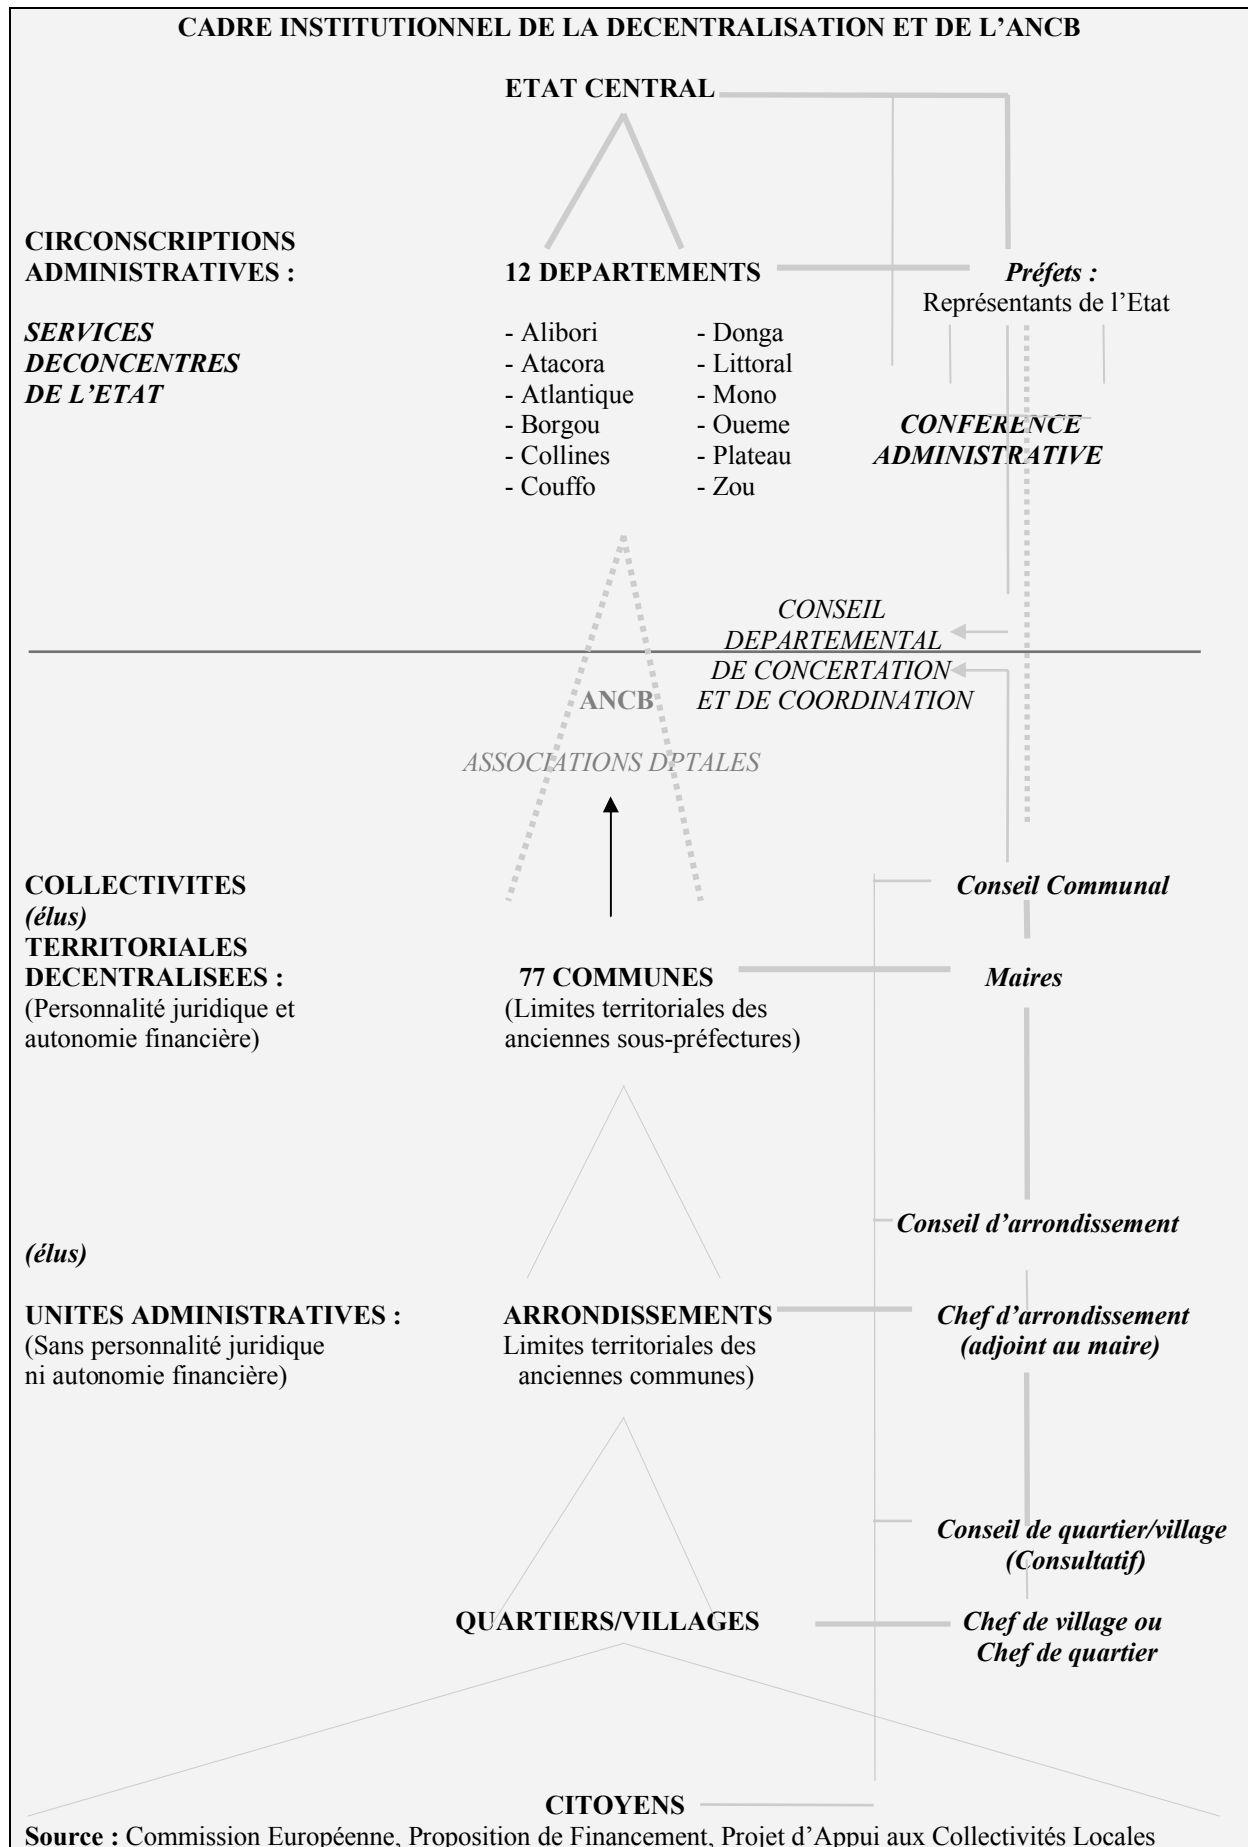 CADRE INSTITUTIONNEL DE LA DECENTRALISATION ET DE L’ANCB
ETAT CENTRAL
CIRCONSCRIPTIONS
ADMINISTRATIVES : 12 DEPARTEMENTS Préfets :
Représentants de l’Etat
SERVICES - Alibori - Donga
DECONCENTRES - Atacora - Littoral
DE L’ETAT - Atlantique - Mono
- Borgou - Oueme CONFERENCE
- Collines - Plateau ADMINISTRATIVE
- Couffo - Zou
CONSEIL
DEPARTEMENTAL
DE CONCERTATION
ANCB ET DE COORDINATION
ASSOCIATIONS DPTALES
COLLECTIVITES Conseil Communal
(élus)
TERRITORIALES
DECENTRALISEES : 77 COMMUNES Maires
(Personnalité juridique et (Limites territoriales des
autonomie financière) anciennes sous-préfectures)
Conseil d’arrondissement
(élus)
UNITES ADMINISTRATIVES : ARRONDISSEMENTS Chef d’arrondissement
(Sans personnalité juridique Limites territoriales des (adjoint au maire)
ni autonomie financière) anciennes communes)
Conseil de quartier/village
(Consultatif)
QUARTIERS/VILLAGES Chef de village ou
Chef de quartier
CITOYENS
Source : Commission Européenne, Proposition de Financement, Projet d’Appui aux Collectivités Locales